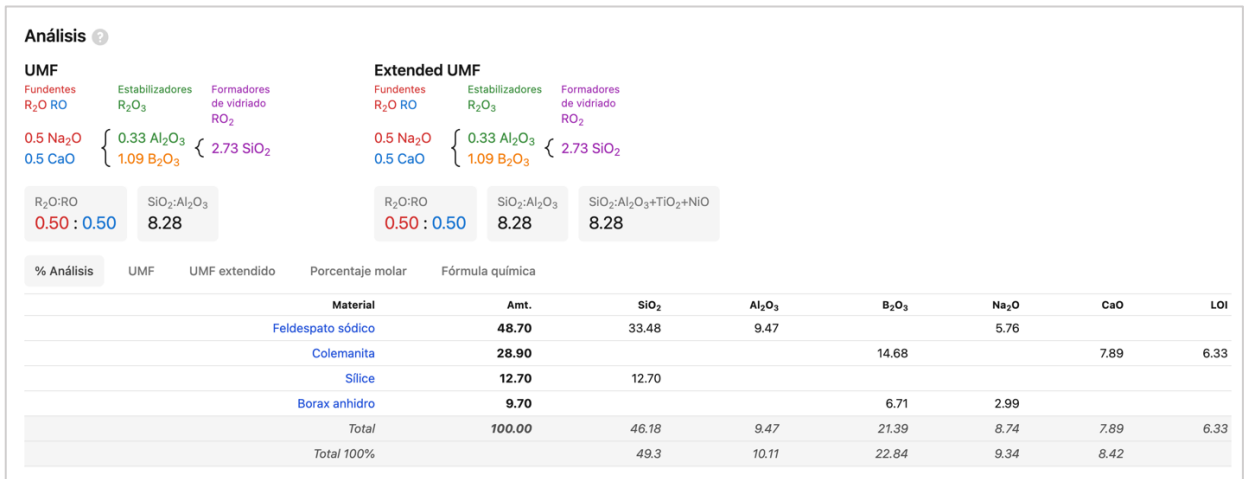 Análisis ?
UMF
Fundentes Estabilizadores Formadores
R₂O RO R₂O₃ de vidriado
RO₂
0.5 Na₂O { 0.33 Al₂O₃ { 2.73 SiO₂
0.5 CaO 1.09 B₂O₃
R₂O:RO SiO₂:Al₂O₃
0.50 : 0.50 8.28
Extended UMF
Fundentes Estabilizadores Formadores
R₂O RO R₂O₃ de vidriado
RO₂
0.5 Na₂O { 0.33 Al₂O₃ { 2.73 SiO₂
0.5 CaO 1.09 B₂O₃
R₂O:RO SiO₂:Al₂O₃ SiO₂:Al₂O₃+TiO₂+NiO
0.50 : 0.50 8.28 8.28
% Análisis UMF UMF extendido Porcentaje molar Fórmula química
Material Amt. SiO₂ Al₂O₃ B₂O₃ Na₂O CaO LOI
Feldespato sódico 48.70 33.48 9.47 5.76
Colemanita 28.90 14.68 7.89 6.33
Sílice 12.70 12.70
Borax anhidro 9.70 6.71 2.99
Total 100.00 46.18 9.47 21.39 8.74 7.89 6.33
Total 100% 49.3 10.11 22.84 9.34 8.42